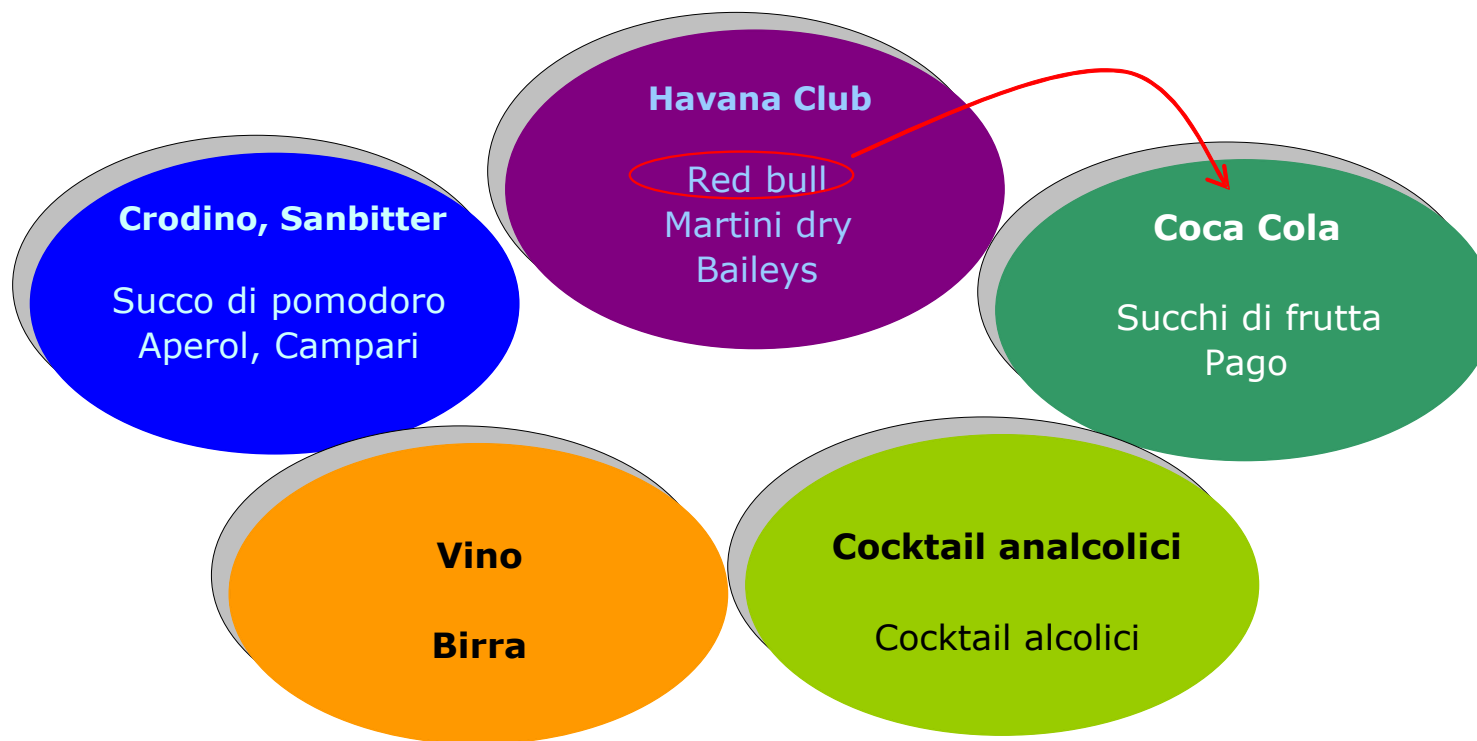 Havana Club
Red bull
Martini dry
Baileys
Crodino, Sanbitter
Succo di pomodoro
Aperol, Campari
Coca Cola
Succhi di frutta
Pago
Vino
Birra
Cocktail analcolici
Cocktail alcolici